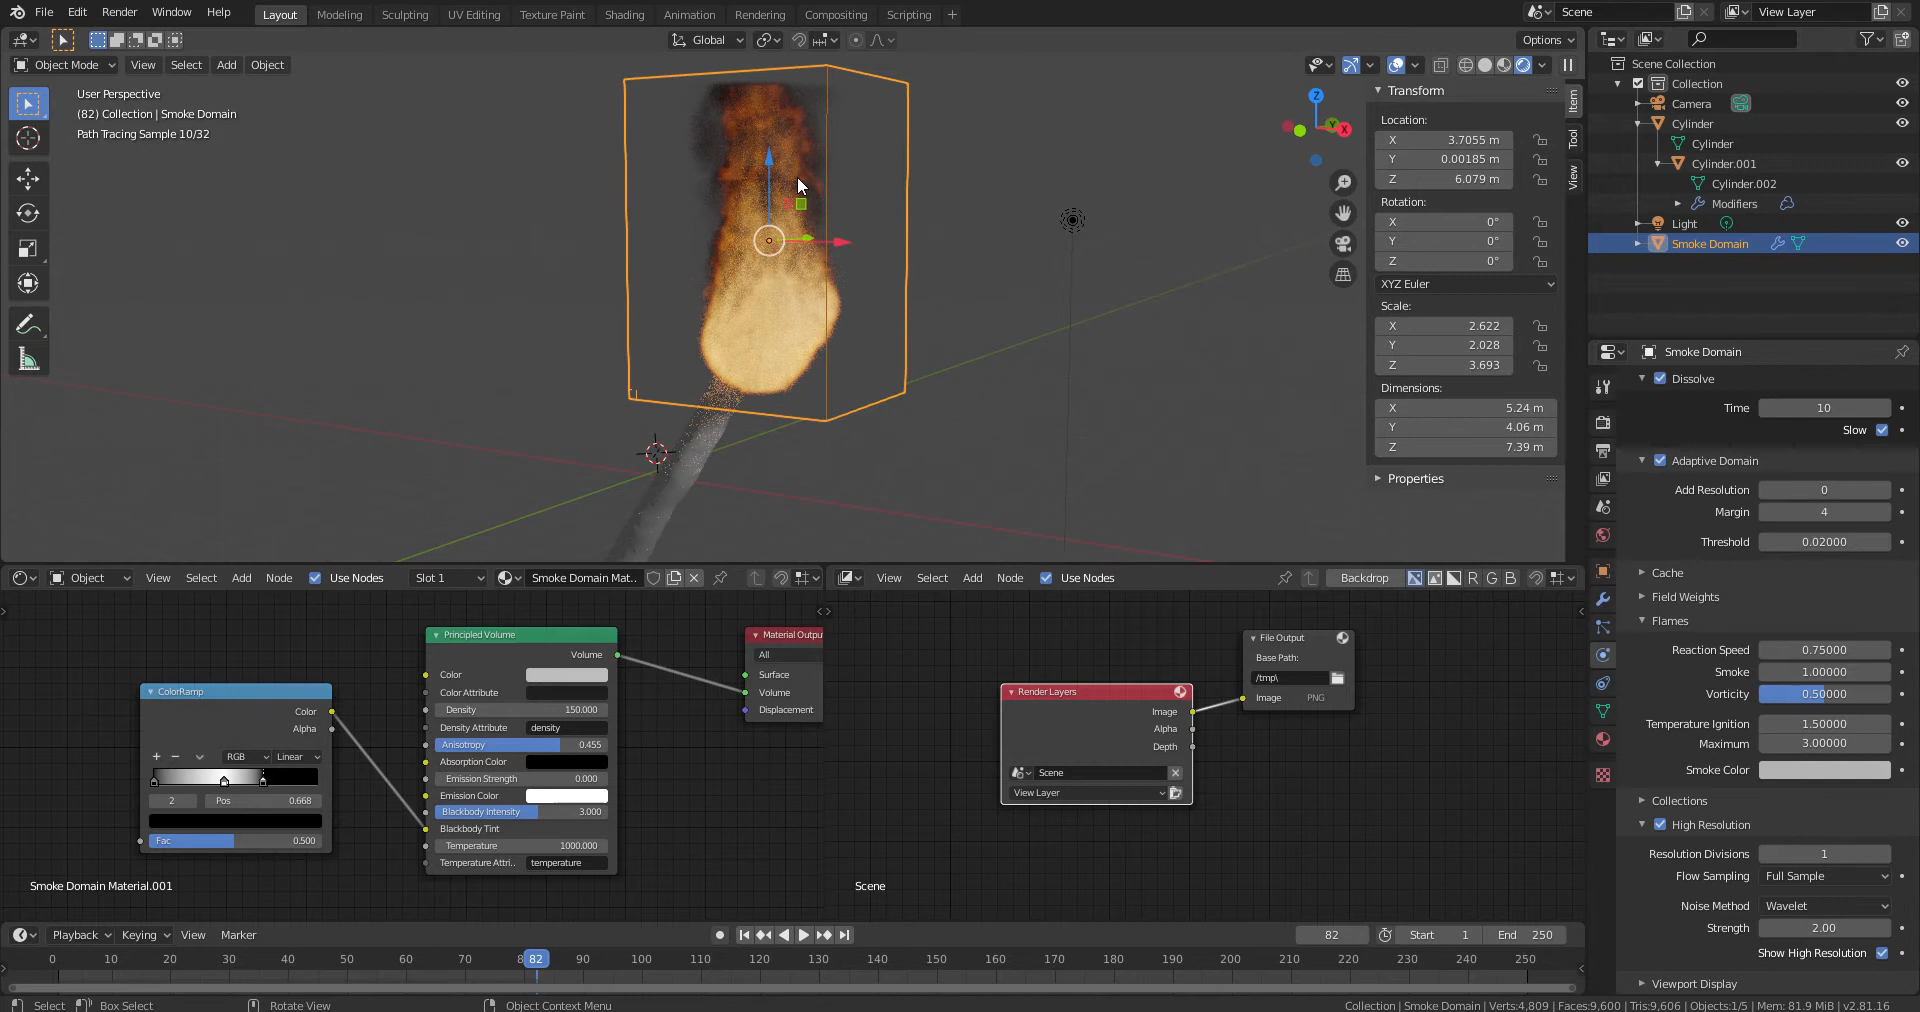 File Edit Render Window Help Layout Modeling Sculpting UV Editing Texture Paint Shading Animation Rendering Compositing Scripting + Scene View Layer
Global Options
Object Mode View Select Add Object
User Perspective
(82) Collection | Smoke Domain
Path Tracing Sample 10/32
Z
Y
X
Item
Tool
View
Transform
Location:
X 3.7055 m
Y 0.00185 m
Z 6.079 m
Rotation:
X 0°
Y 0°
Z 0°
XYZ Euler
Scale:
X 2.622
Y 2.028
Z 3.693
Dimensions:
X 5.24 m
Y 4.06 m
Z 7.39 m
Properties
Scene Collection
Collection
Camera
Cylinder
Cylinder
Cylinder.001
Cylinder.002
Modifiers
Light
Smoke Domain
Smoke Domain
Dissolve
Time 10
Slow
Adaptive Domain
Add Resolution 0
Margin 4
Threshold 0.02000
Cache
Field Weights
Flames
Reaction Speed 0.75000
Smoke 1.00000
Vorticity 0.50000
Temperature Ignition 1.50000
Maximum 3.00000
Smoke Color
Collections
High Resolution
Resolution Divisions 1
Flow Sampling Full Sample
Noise Method Wavelet
Strength 2.00
Show High Resolution
Viewport Display
Object View Select Add Node Use Nodes Slot 1 Smoke Domain Mat..
ColorRamp
Color
Alpha
+ − RGB Linear
2 Pos 0.668
Fac 0.500
Principled Volume
Volume
Color
Color Attribute
Density 150.000
Density Attribute density
Anisotropy 0.455
Absorption Color
Emission Strength 0.000
Emission Color
Blackbody Intensity 3.000
Blackbody Tint
Temperature 1000.000
Temperature Attri.. temperature
Material Outpu
All
Surface
Volume
Displacement
Smoke Domain Material.001
View Select Add Node Use Nodes Backdrop R G B
Render Layers
Image
Alpha
Depth
Scene
View Layer
File Output
Base Path:
/tmp\
Image PNG
Scene
Playback Keying View Marker 82 Start 1 End 250
0 10 20 30 40 50 60 70 8 82 90 100 110 120 130 140 150 160 170 180 190 200 210 220 230 240 250
Select Box Select Rotate View Object Context Menu Collection | Smoke Domain | Verts:4,809 | Faces:9,600 | Tris:9,606 | Objects:1/5 | Mem: 81.9 MiB | v2.81.16